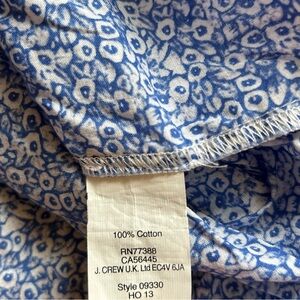 100% Cotton
RN77388
CA56445
J. CREW U.K. Ltd EC4V 6JA
Style 09330
HO 13